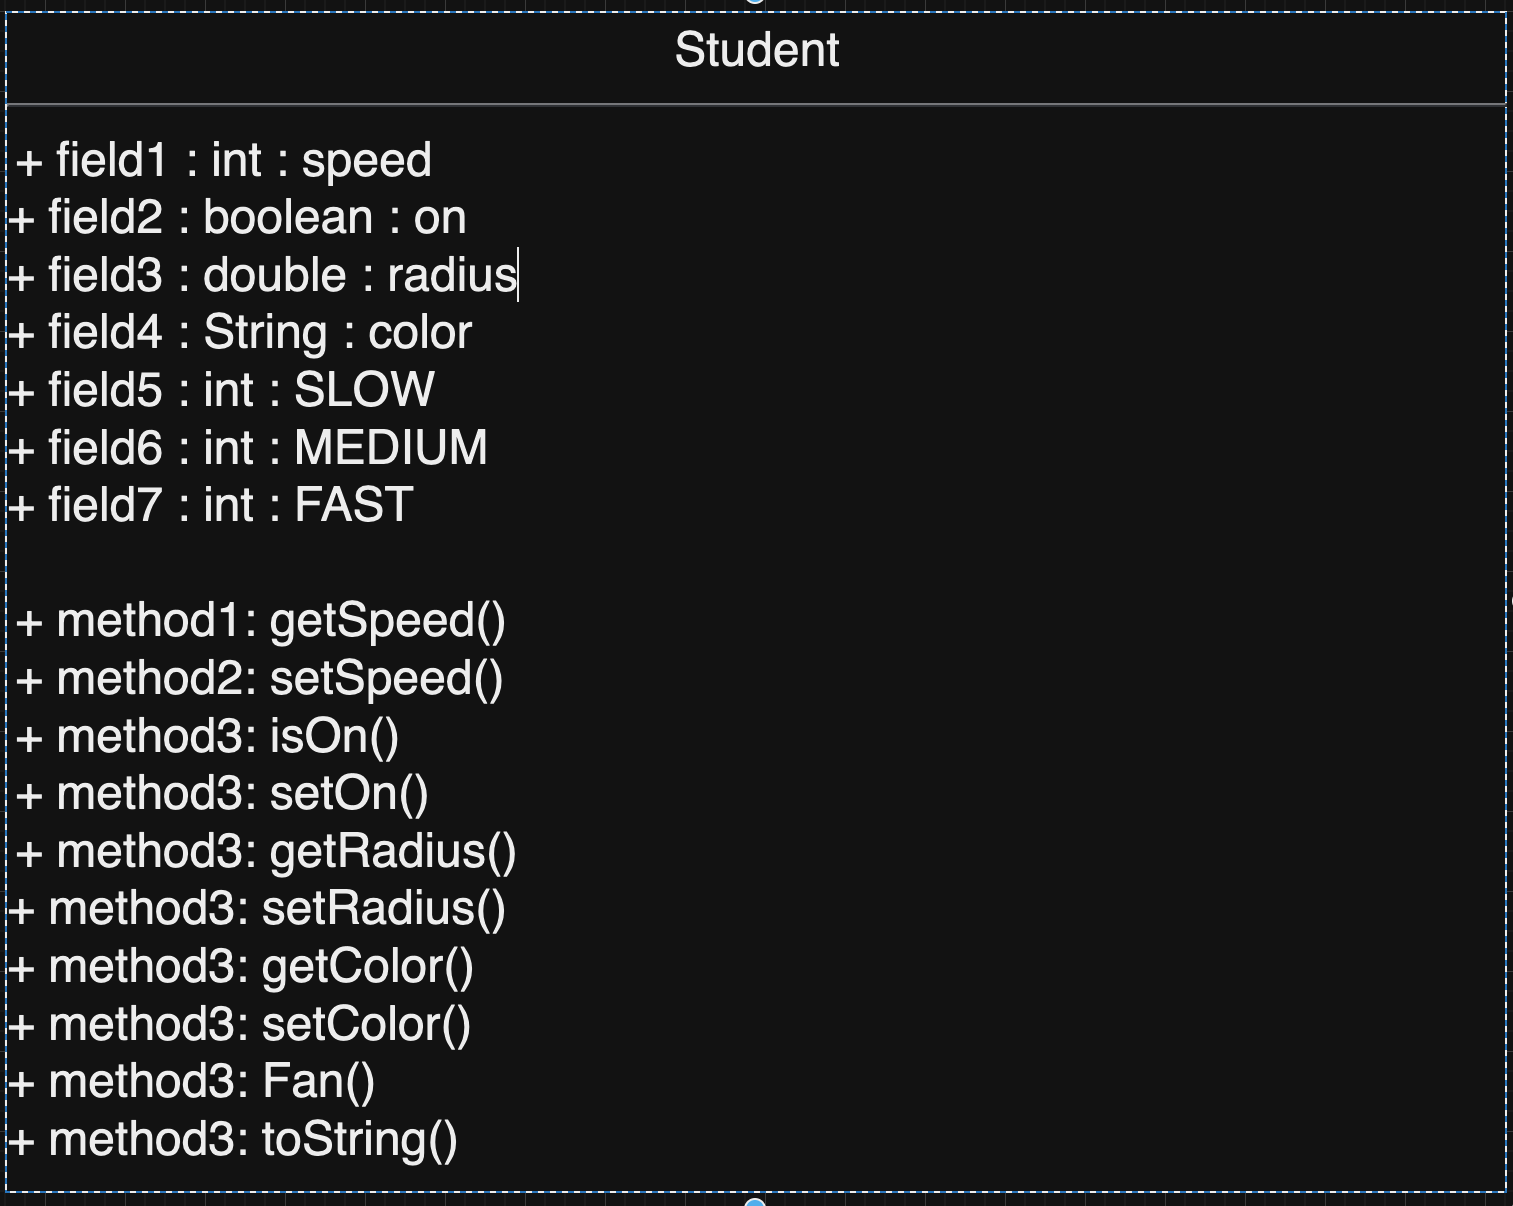 Student
+ field1 : int : speed
+ field2 : boolean : on
+ field3 : double : radius
+ field4 : String : color
+ field5 : int : SLOW
+ field6 : int : MEDIUM
+ field7 : int : FAST
+ method1: getSpeed()
+ method2: setSpeed()
+ method3: isOn()
+ method3: setOn()
+ method3: getRadius()
+ method3: setRadius()
+ method3: getColor()
+ method3: setColor()
+ method3: Fan()
+ method3: toString()